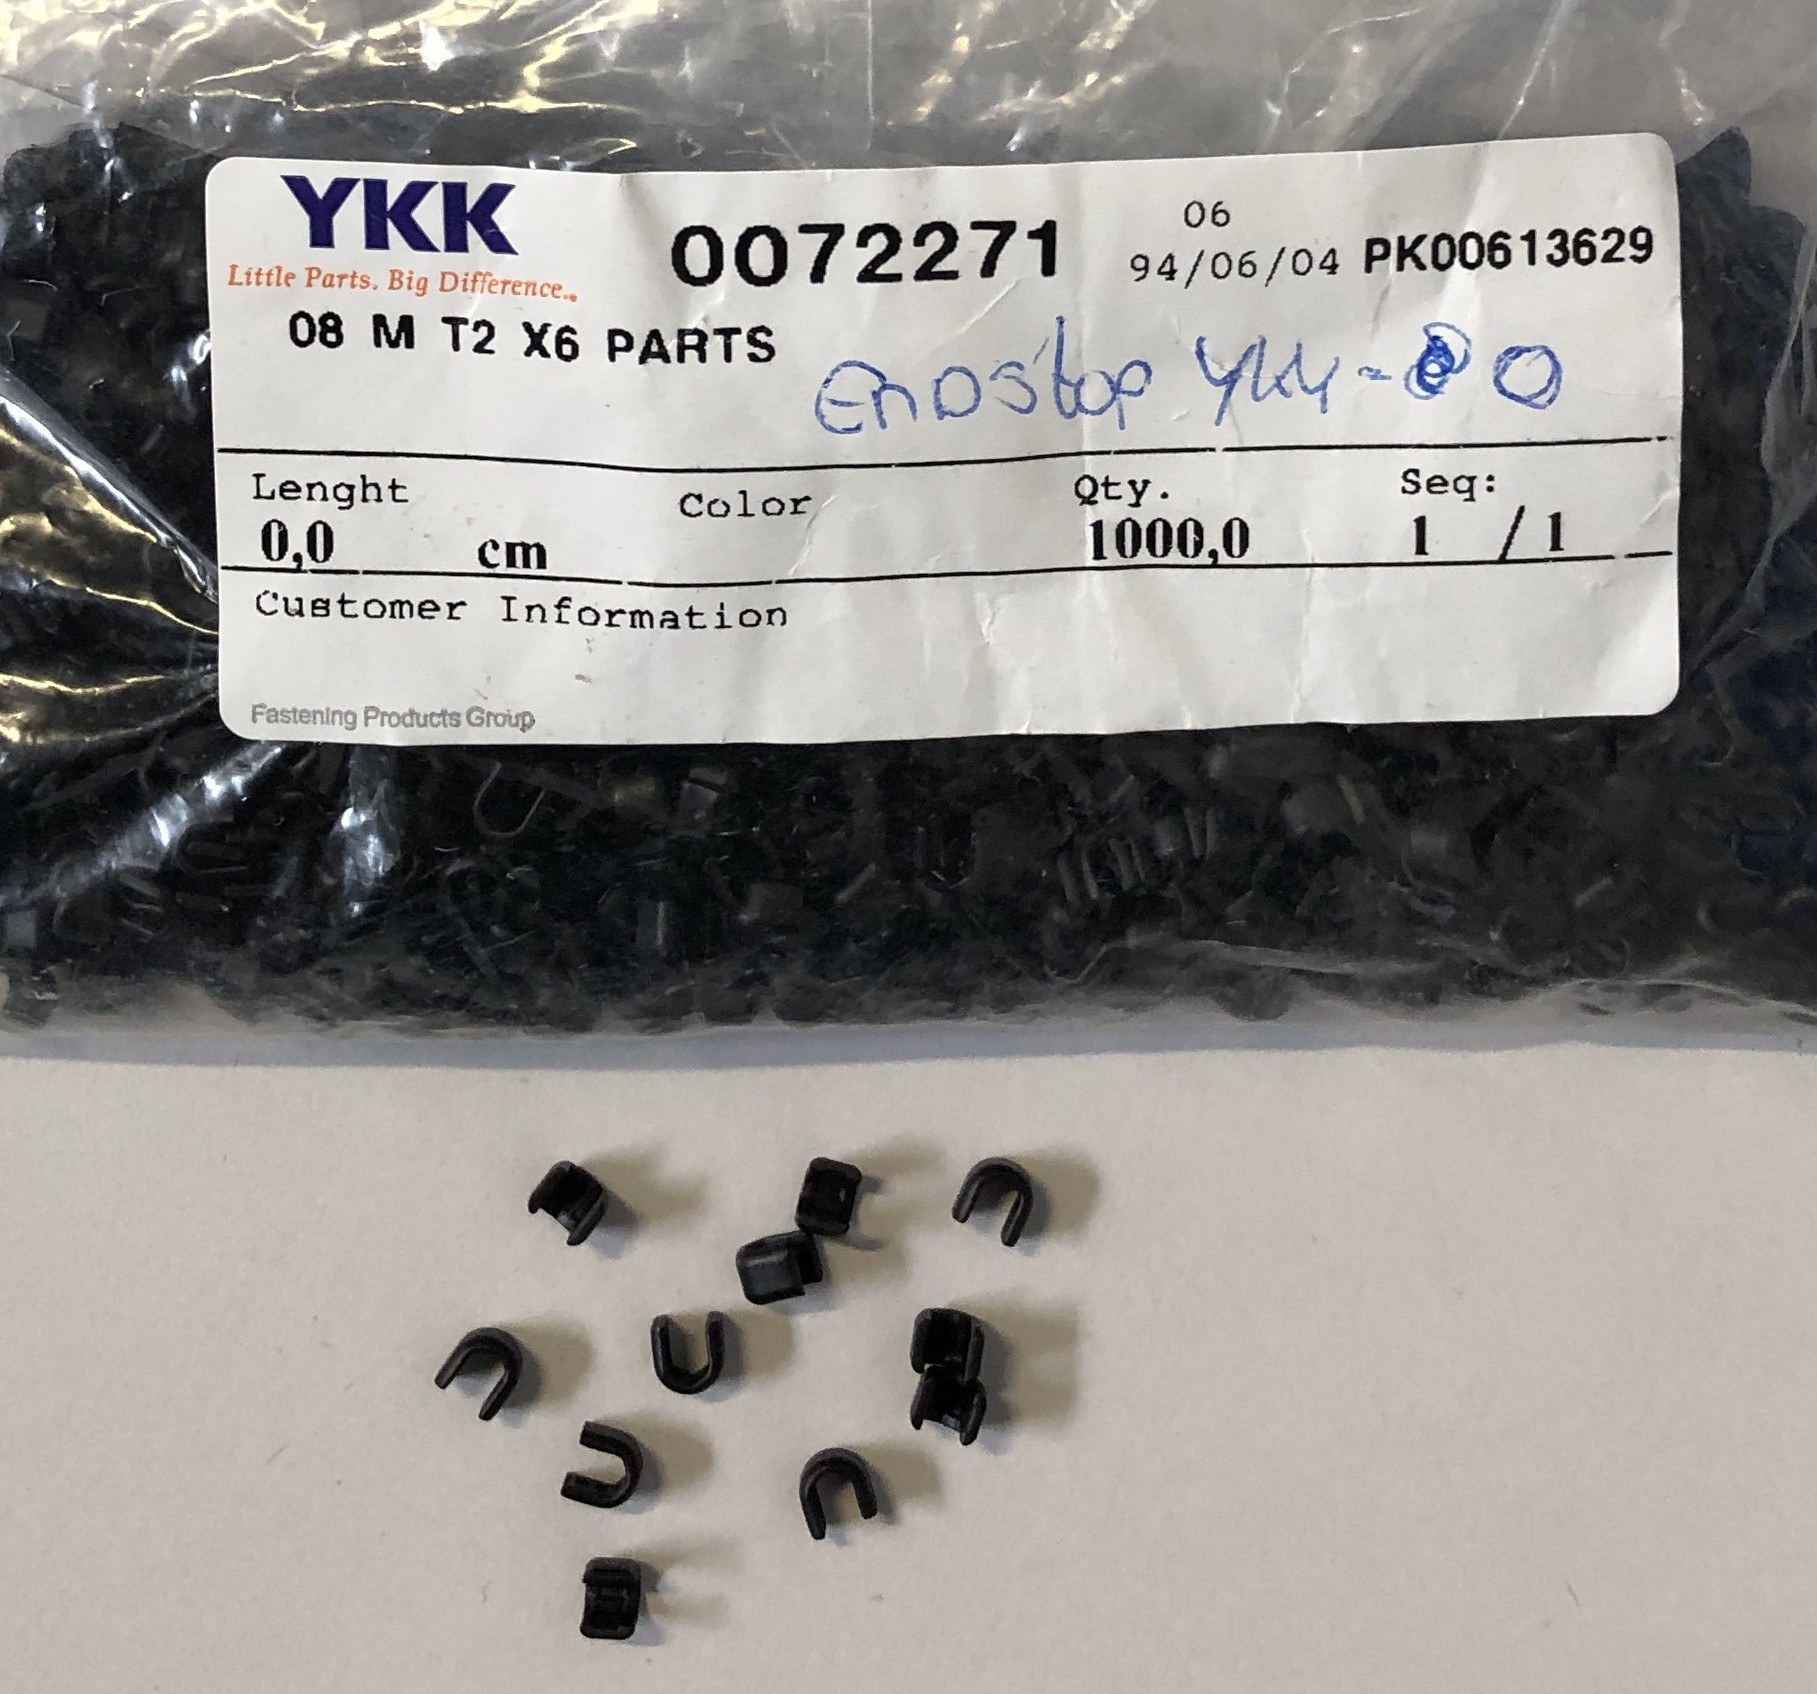 YKK
Little Parts. Big Difference.
0072271
06
94/06/04 PK00613629
08 M T2 X6 PARTS
EnDStop YKK-
Lenght Color Qty. Seq:
0,0 cm 1000,0 1 / 1
Customer Information
Fastening Products Group